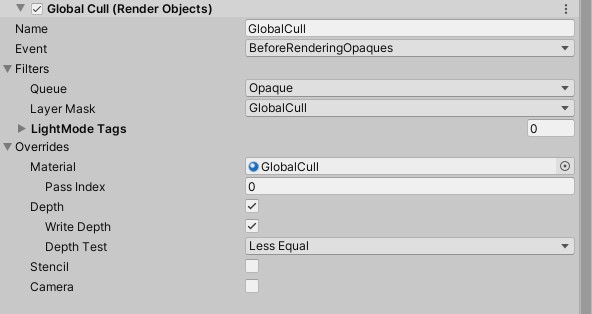 Global Cull (Render Objects)
Name GlobalCull
Event BeforeRenderingOpaques
Filters
Queue Opaque
Layer Mask GlobalCull
LightMode Tags 0
Overrides
Material GlobalCull
Pass Index 0
Depth
Write Depth
Depth Test Less Equal
Stencil
Camera